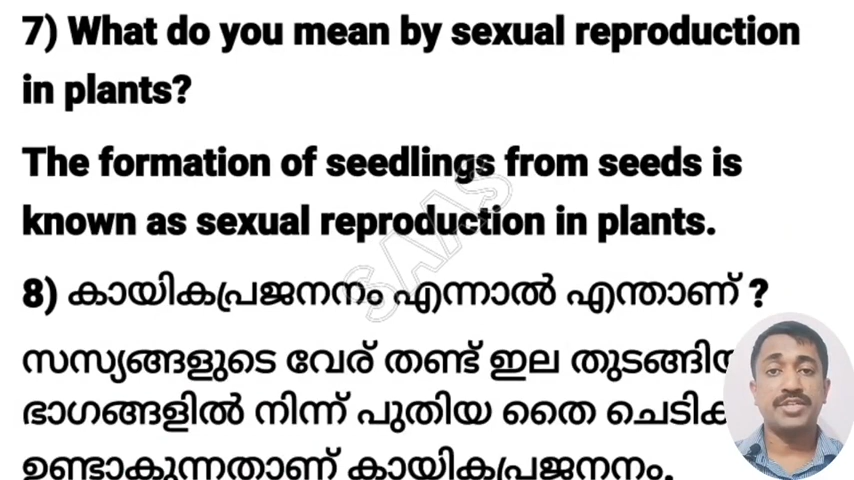 7) What do you mean by sexual reproduction
in plants?
The formation of seedlings from seeds is
known as sexual reproduction in plants.
8) കായികപ്രജനനം എന്നാൽ എന്താണ് ?
സസ്യങ്ങളുടെ വേര് തണ്ട് ഇല
ഭാഗങ്ങളിൽ നിന്ന് പുതിയ തൈ
ഉണ്ടാകുന്നതാണ് കായികപ്രജനനം.
SAAS